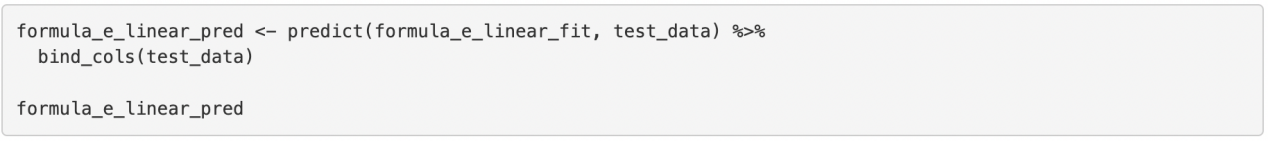 formula_e_linear_pred <- predict(formula_e_linear_fit, test_data) %>%
  bind_cols(test_data)

formula_e_linear_pred